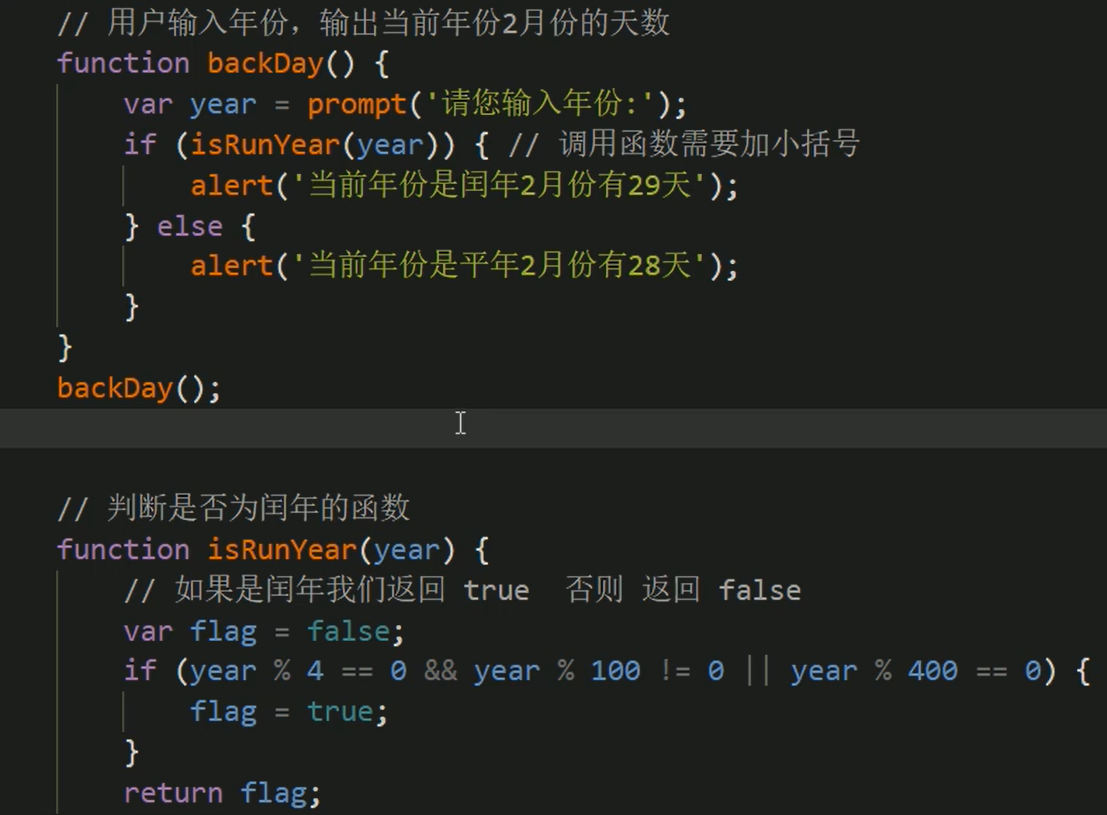 // 用户输入年份，输出当前年份2月份的天数
function backDay() {
var year = prompt('请您输入年份:');
if (isRunYear(year)) { // 调用函数需要加小括号
alert('当前年份是闰年2月份有29天');
} else {
alert('当前年份是平年2月份有28天');
}
}
backDay();
// 判断是否为闰年的函数
function isRunYear(year) {
// 如果是闰年我们返回 true  否则 返回 false
var flag = false;
if (year % 4 == 0 && year % 100 != 0 || year % 400 == 0) {
flag = true;
}
return flag;